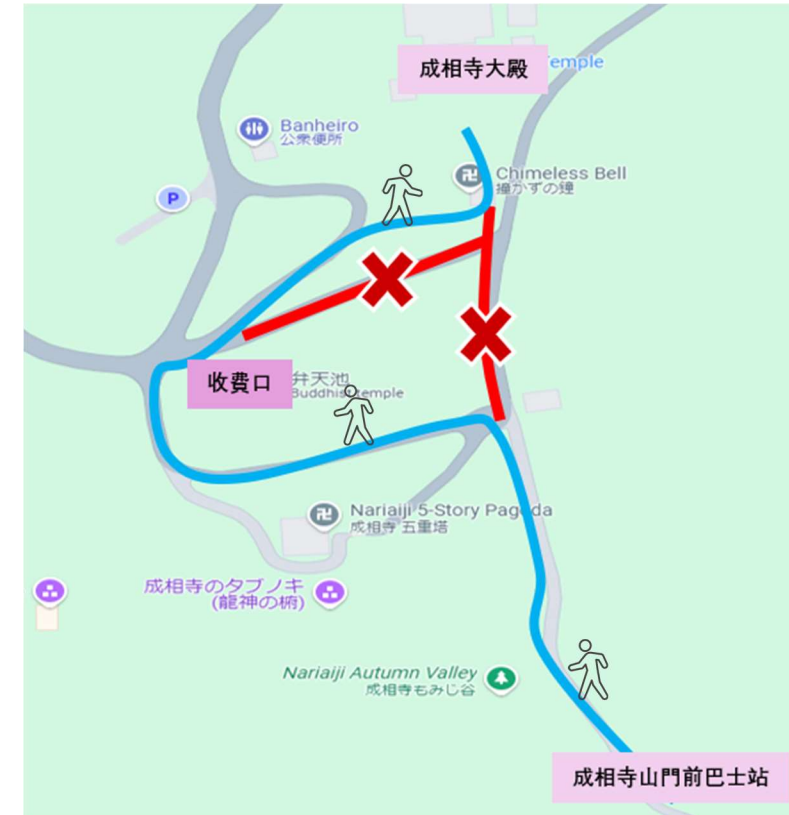 成相寺大殿
Temple
Banheiro
公衆便所
P
Chimeless Bell
撞かずの鐘
收費口
弁天池
Buddhist temple
Nariaiji 5-Story Pagoda
成相寺 五重塔
成相寺のタブノキ
(龍神の椨)
Nariaiji Autumn Valley
成相寺もみじ谷
成相寺山門前巴士站